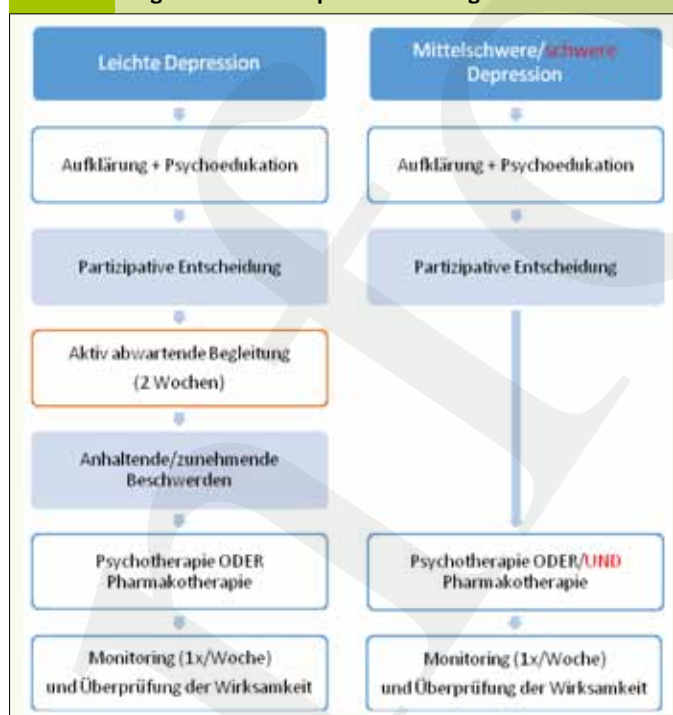 Leichte Depression
Aufklärung + Psychoedukation
Partizipative Entscheidung
Aktiv abwartende Begleitung
(2 Wochen)
Anhaltende/zunehmende
Beschwerden
Psychotherapie ODER
Pharmakotherapie
Monitoring (1x/Woche)
und Überprüfung der Wirksamkeit
Mittelschwere/schwere
Depression
Aufklärung + Psychoedukation
Partizipative Entscheidung
Psychotherapie ODER/UND
Pharmakotherapie
Monitoring (1x/Woche)
und Überprüfung der Wirksamkeit